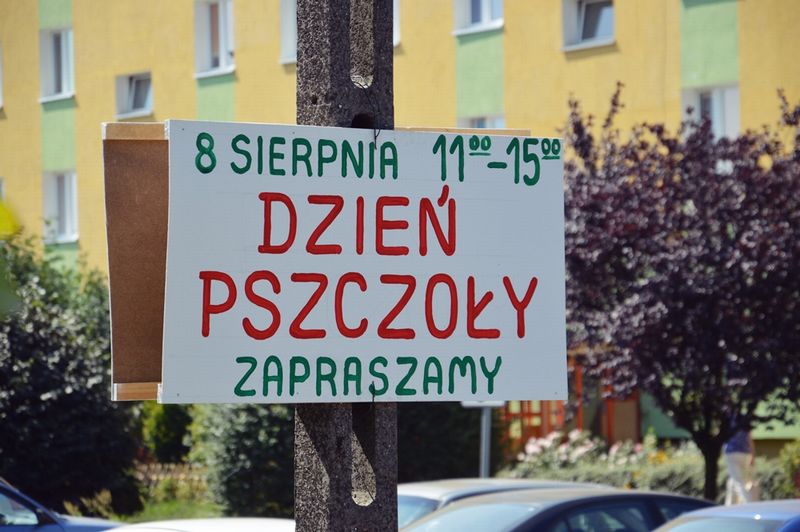 8 SIERPNIA 11⁰⁰-15⁰⁰
DZIEŃ
PSZCZOŁY
ZAPRASZAMY